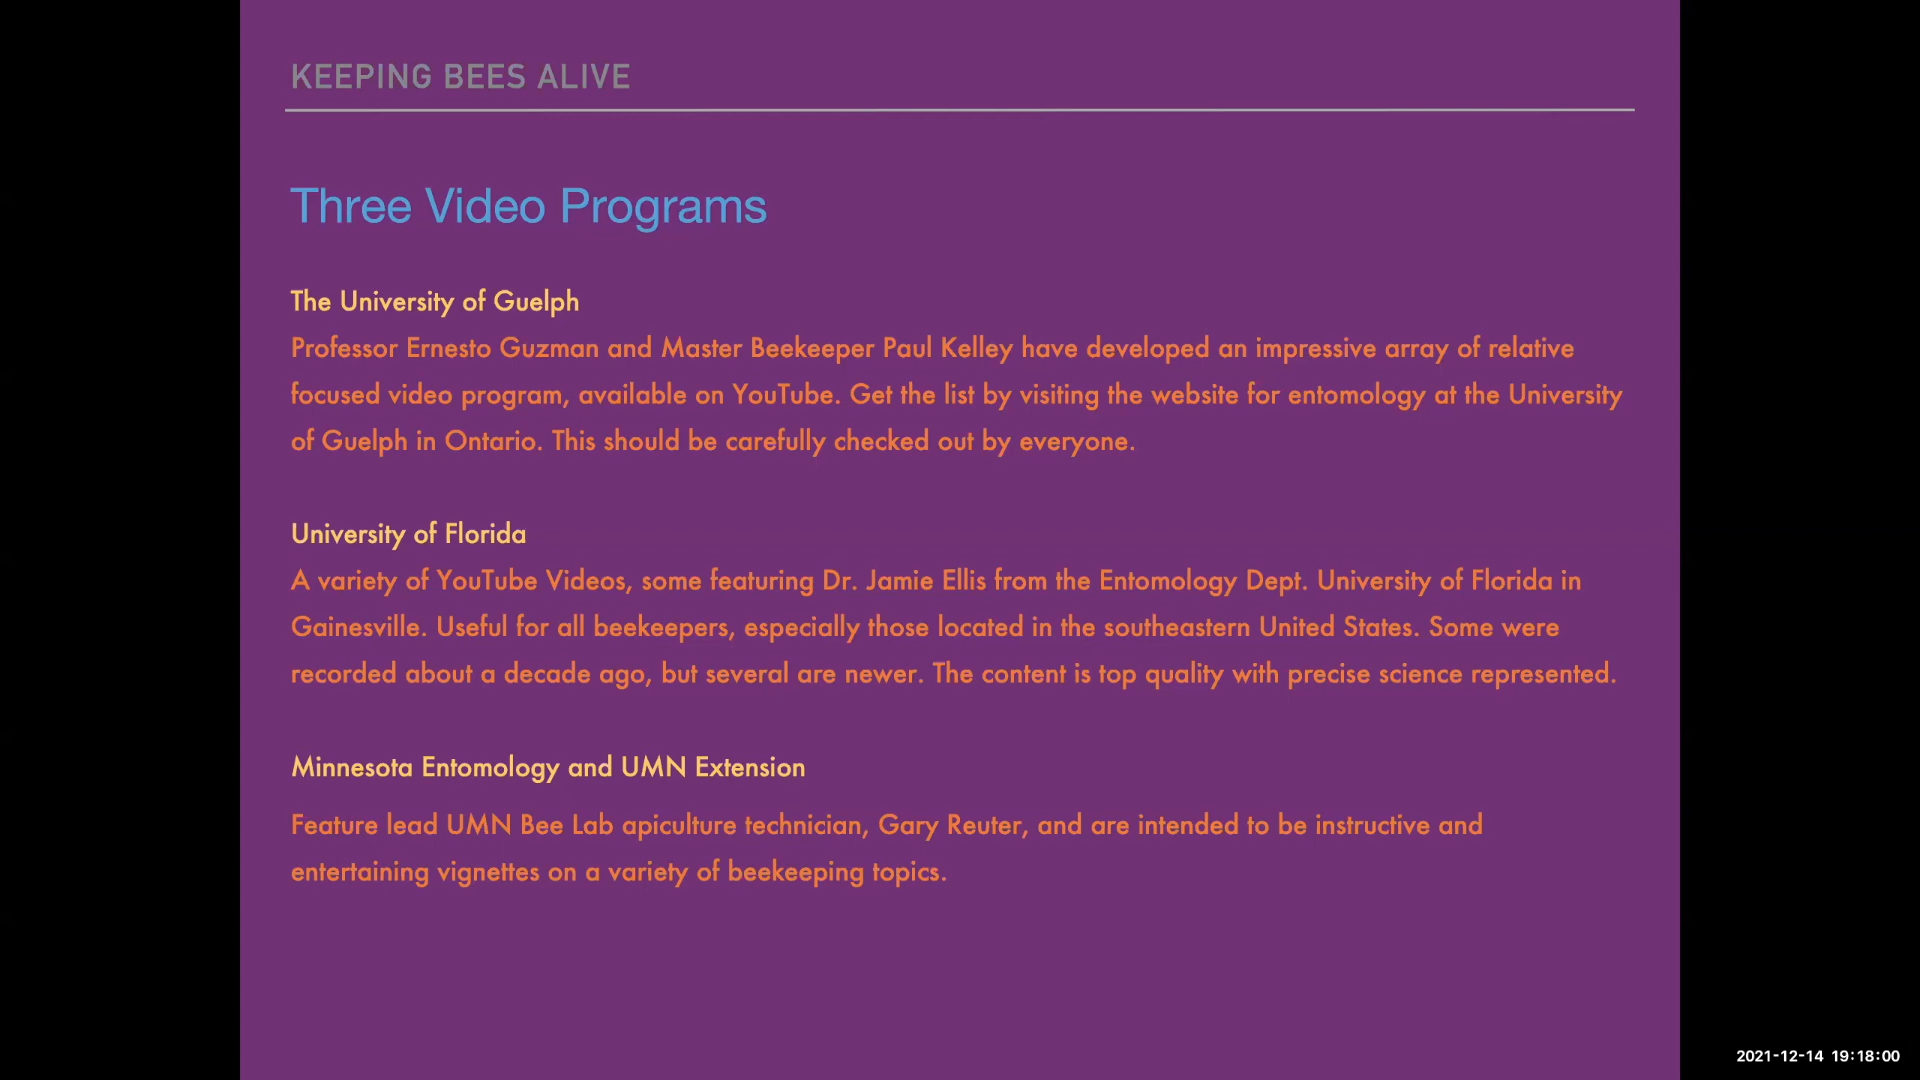 KEEPING BEES ALIVE
Three Video Programs
The University of Guelph
Professor Ernesto Guzman and Master Beekeeper Paul Kelley have developed an impressive array of relative
focused video program, available on YouTube. Get the list by visiting the website for entomology at the University
of Guelph in Ontario. This should be carefully checked out by everyone.
University of Florida
A variety of YouTube Videos, some featuring Dr. Jamie Ellis from the Entomology Dept. University of Florida in
Gainesville. Useful for all beekeepers, especially those located in the southeastern United States. Some were
recorded about a decade ago, but several are newer. The content is top quality with precise science represented.
Minnesota Entomology and UMN Extension
Feature lead UMN Bee Lab apiculture technician, Gary Reuter, and are intended to be instructive and
entertaining vignettes on a variety of beekeeping topics.
2021-12-14 19:18:00